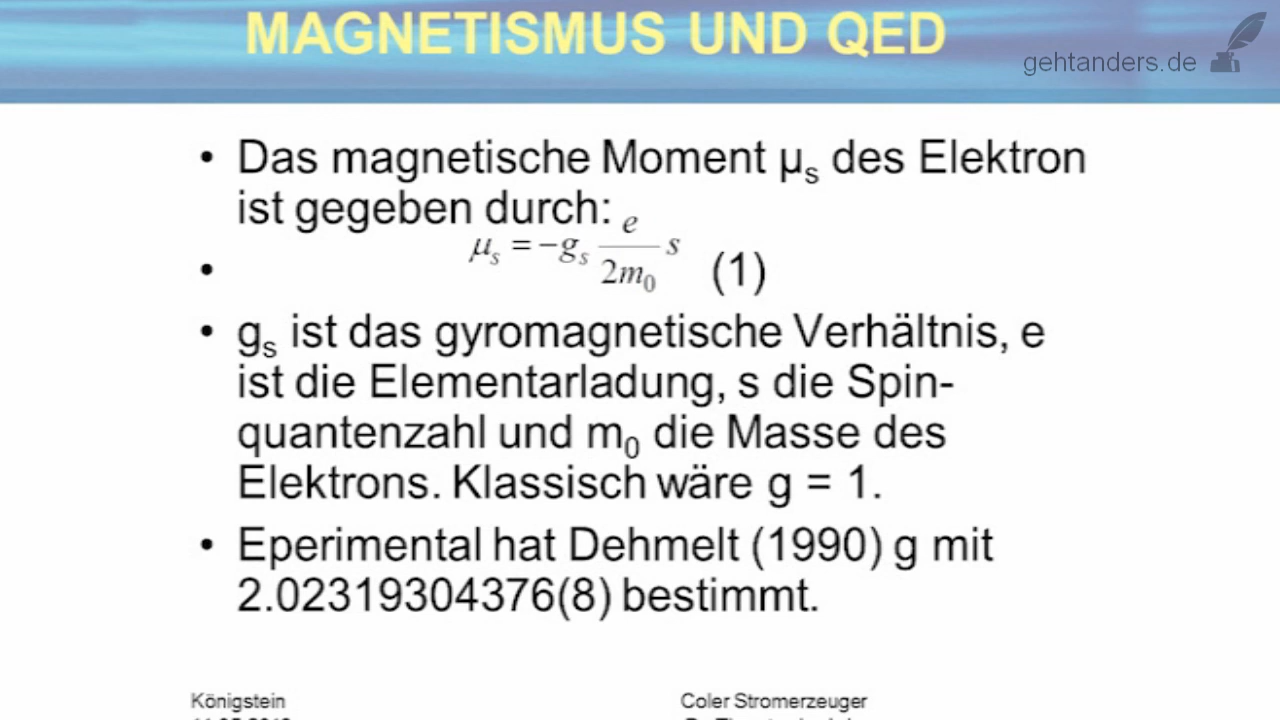 MAGNETISMUS UND QED
gehtanders.de
• Das magnetische Moment µs des Elektron
ist gegeben durch:
• μs = −gs e/2m0 s (1)
• gs ist das gyromagnetische Verhältnis, e
ist die Elementarladung, s die Spin-
quantenzahl und m0 die Masse des
Elektrons. Klassisch wäre g = 1.
• Eperimental hat Dehmelt (1990) g mit
2.02319304376(8) bestimmt.
Königstein
Coler Stromerzeuger